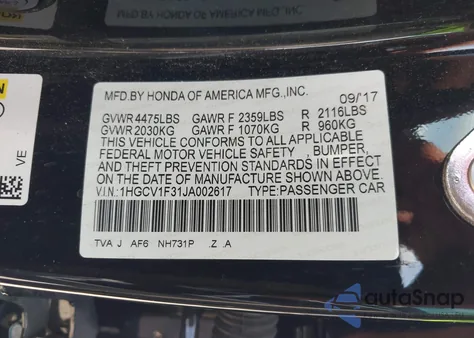 MFD.BY HONDA OF AMERICA MFG.,INC.
09/'17
GVWR 4475LBS GAWR F 2359LBS R 2116LBS
GVWR 2030KG GAWR F 1070KG R 960KG
THIS VEHICLE CONFORMS TO ALL APPLICABLE
FEDERAL MOTOR VEHICLE SAFETY , BUMPER,
AND THEFT PREVENTION STANDARDS IN EFFECT
ON THE DATE OF MANUFACTURE SHOWN ABOVE.
V.I.N: 1HGCV1F31JA002617 TYPE:PASSENGER CAR
TVA J AF6 NH731P .Z .A
VE
autoSnap